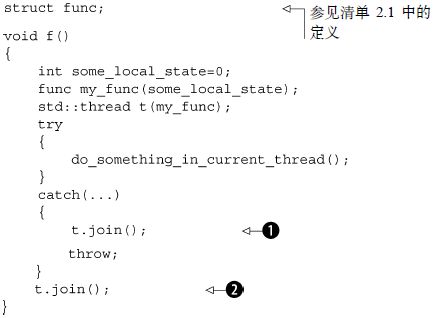 struct func;
参见清单 2.1 中的
定义
void f()
{
    int some_local_state=0;
    func my_func(some_local_state);
    std::thread t(my_func);
    try
    {
        do_something_in_current_thread();
    }
    catch(...)
    {
        t.join(); ❶
        throw;
    }
    t.join(); ❷
}